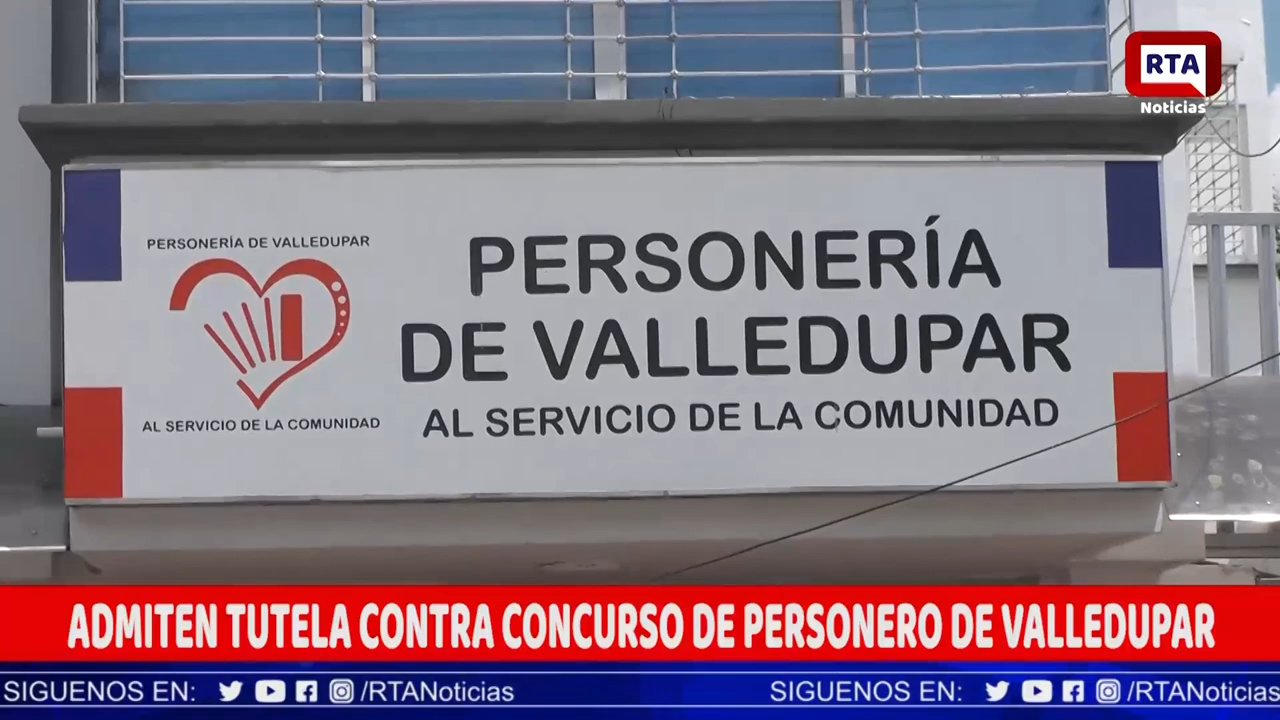 RTA
Noticias
PERSONERÍA DE VALLEDUPAR
AL SERVICIO DE LA COMUNIDAD
PERSONERÍA
DE VALLEDUPAR
AL SERVICIO DE LA COMUNIDAD
ADMITEN TUTELA CONTRA CONCURSO DE PERSONERO DE VALLEDUPAR
SIGUENOS EN: /RTANoticias SIGUENOS EN: /RTANoticias